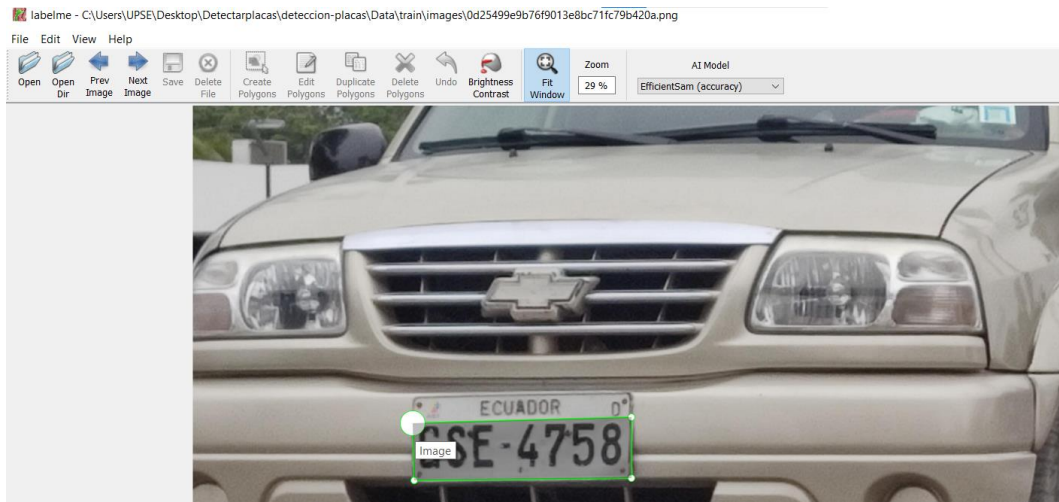 labelme - C:\Users\UPSE\Desktop\Detectarplacas\deteccion-placas\Data\train\images\0d25499e9b76f9013e8bc71fc79b420a.png
File Edit View Help
Open Open Dir Prev Image Next Image Save Delete File Create Polygons Edit Polygons Duplicate Polygons Delete Polygons Undo Brightness Contrast Fit Window Zoom 29 % AI Model EfficientSam (accuracy)
ECUADOR D
GSE-4758
Image